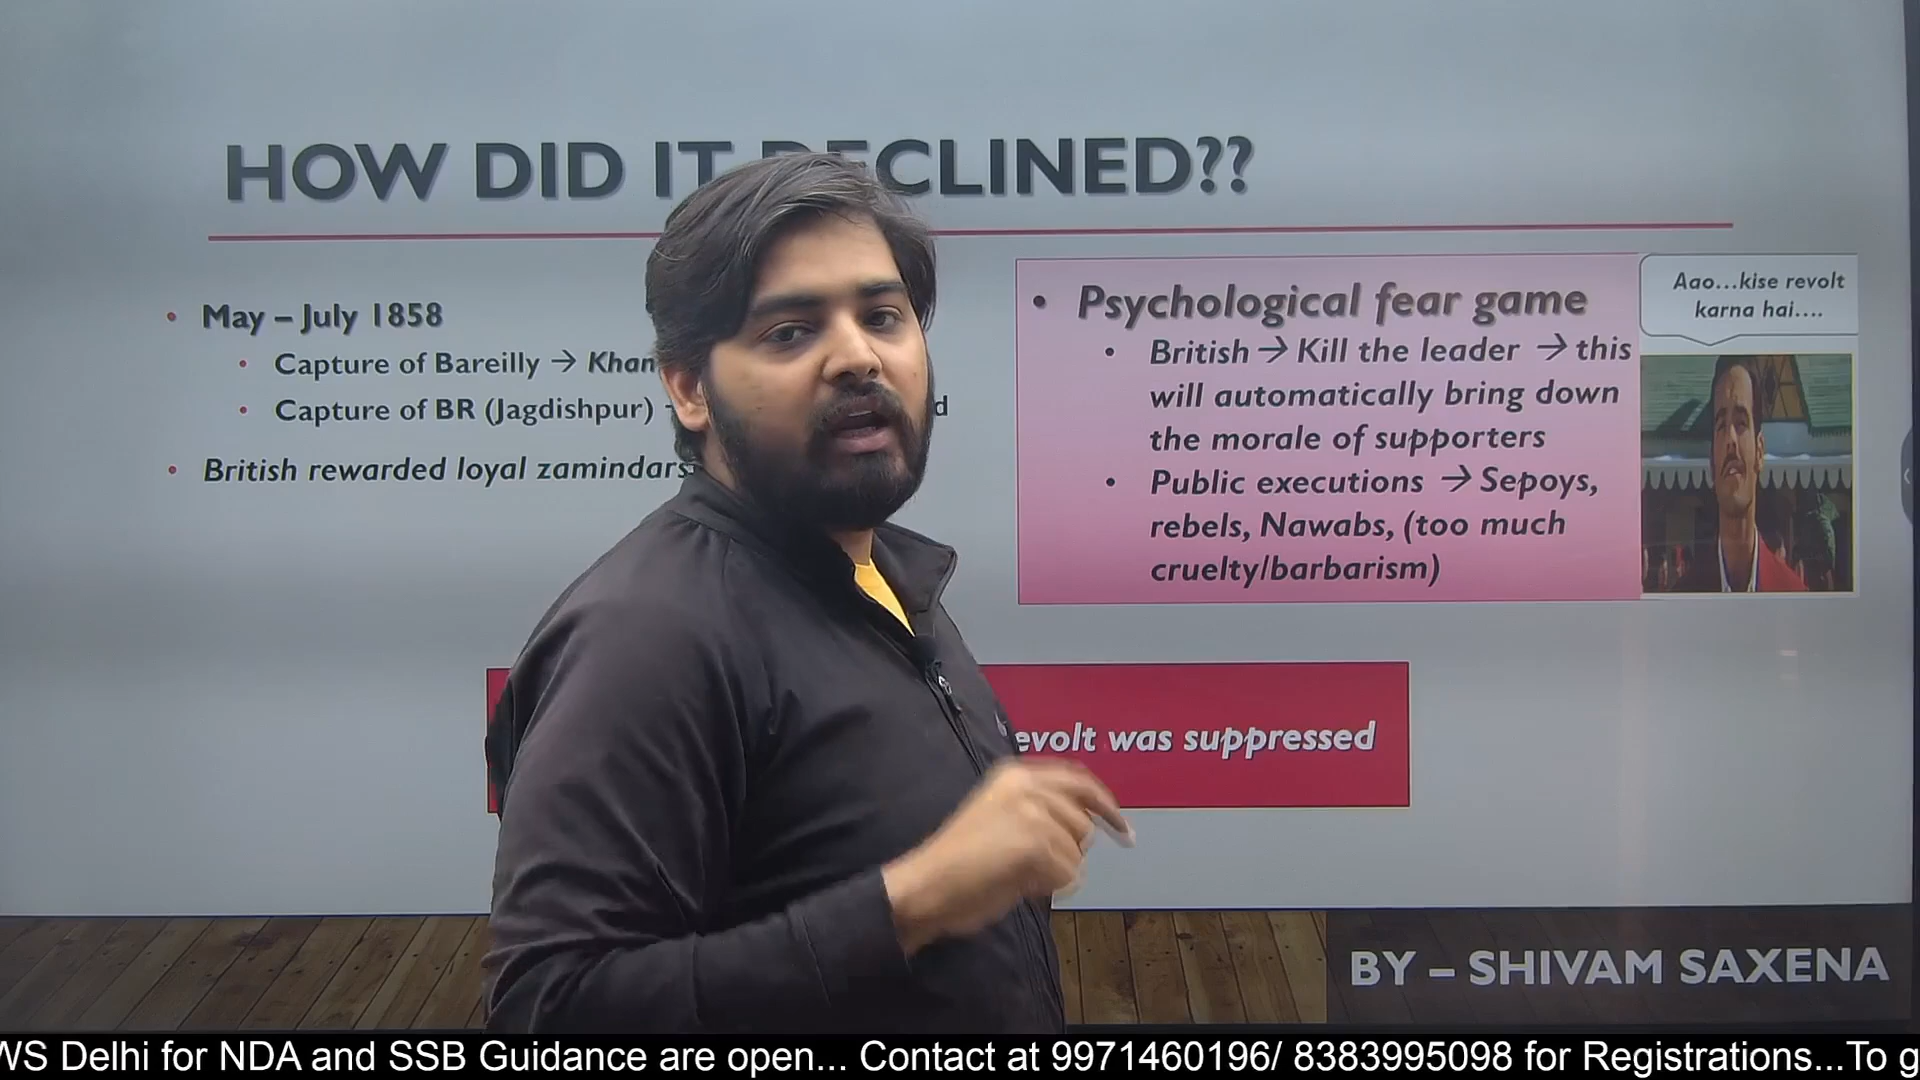 HOW DID IT DECLINED??
May – July 1858
Capture of Bareilly → Khan
Capture of BR (Jagdishpur)
British rewarded loyal zamindars
Psychological fear game
British → Kill the leader → this
will automatically bring down
the morale of supporters
Public executions → Sepoys,
rebels, Nawabs, (too much
cruelty/barbarism)
Aao...kise revolt
karna hai....
evolt was suppressed
BY – SHIVAM SAXENA
WS Delhi for NDA and SSB Guidance are open... Contact at 9971460196/ 8383995098 for Registrations...To g